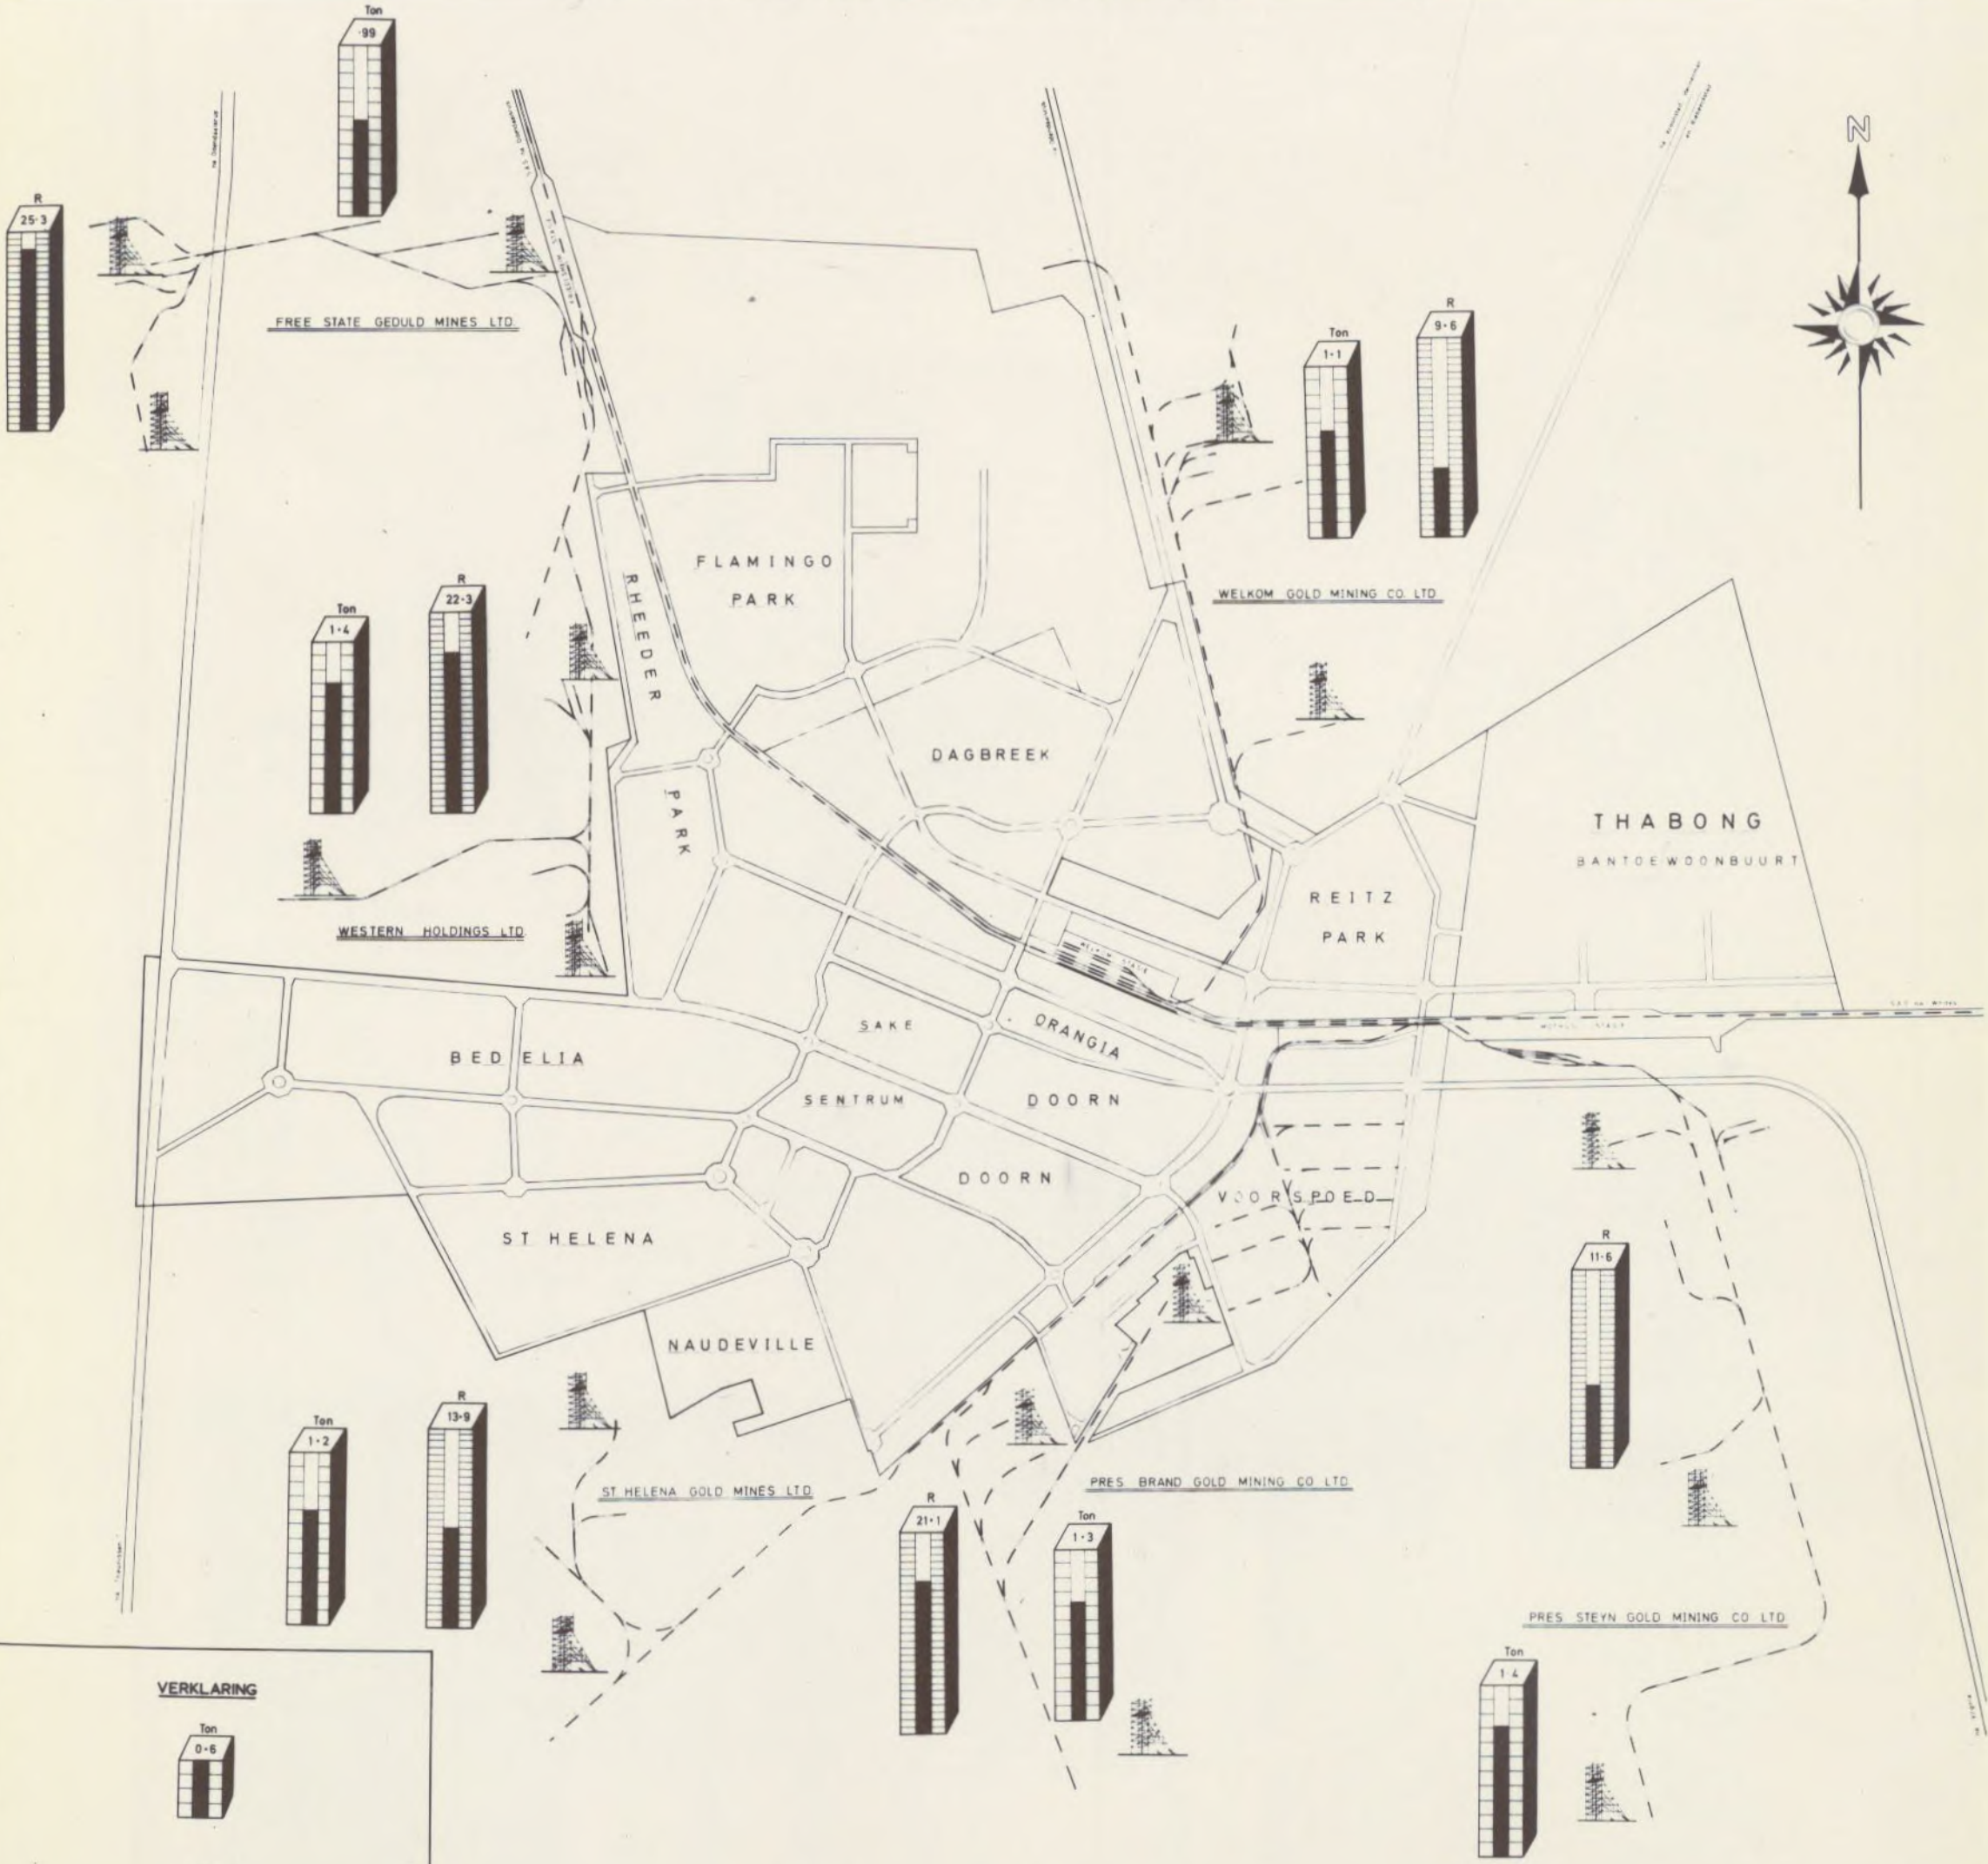 Ton
·99
R
25·3
N
FREE STATE GEDULD MINES LTD
R
9·6
Ton
1·1
WELKOM GOLD MINING CO. LTD
FLAMINGO
PARK
RHEEDER
PARK
R
22·3
Ton
1·4
WESTERN HOLDINGS LTD
DAGBREEK
THABONG
BANTOEWOONBUURT
REITZ
PARK
SAKE
SENTRUM
ORANGIA
DOORN
DOORN
BEDELIA
VOORSPOED
ST HELENA
NAUDEVILLE
R
11·6
R
13·9
Ton
1·2
ST HELENA GOLD MINES LTD
PRES BRAND GOLD MINING CO LTD
R
21·1
Ton
1·3
PRES STEYN GOLD MINING CO LTD
Ton
1·4
VERKLARING
Ton
0·6